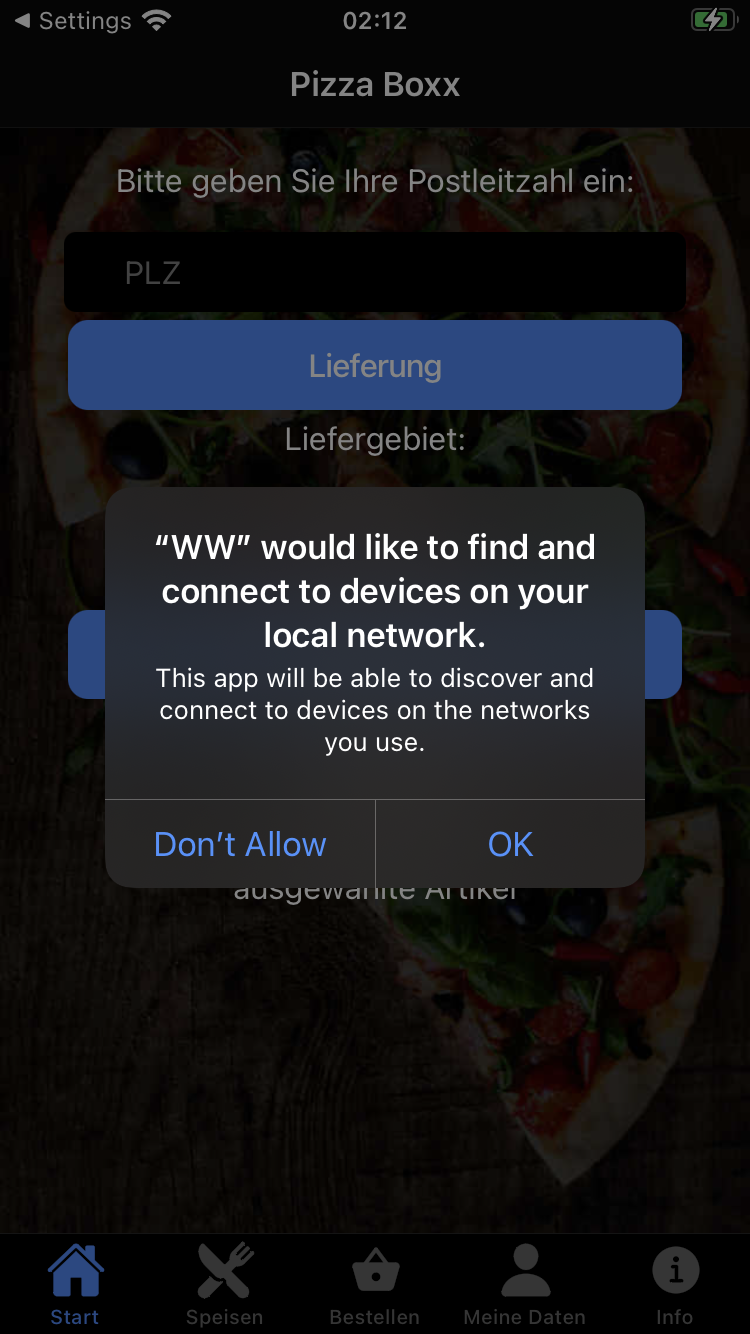 Settings 02:12
Pizza Boxx
Bitte geben Sie Ihre Postleitzahl ein:
PLZ
Lieferung
Liefergebiet:
“WW” would like to find and
connect to devices on your
local network.
This app will be able to discover and
connect to devices on the networks
you use.
Don’t Allow OK
ausgewählte Artikel
Start Speisen Bestellen Meine Daten Info